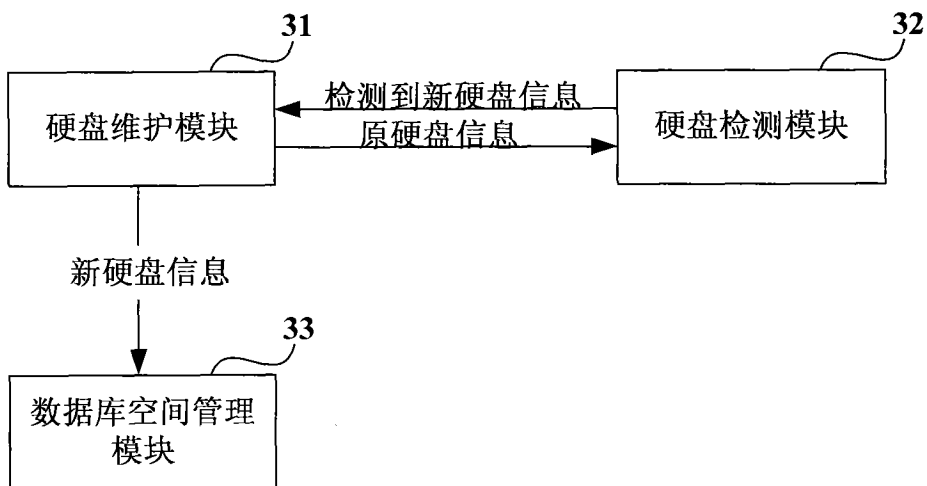 31
32
硬盘维护模块
检测到新硬盘信息
原硬盘信息
硬盘检测模块
新硬盘信息
33
数据库空间管理
模块